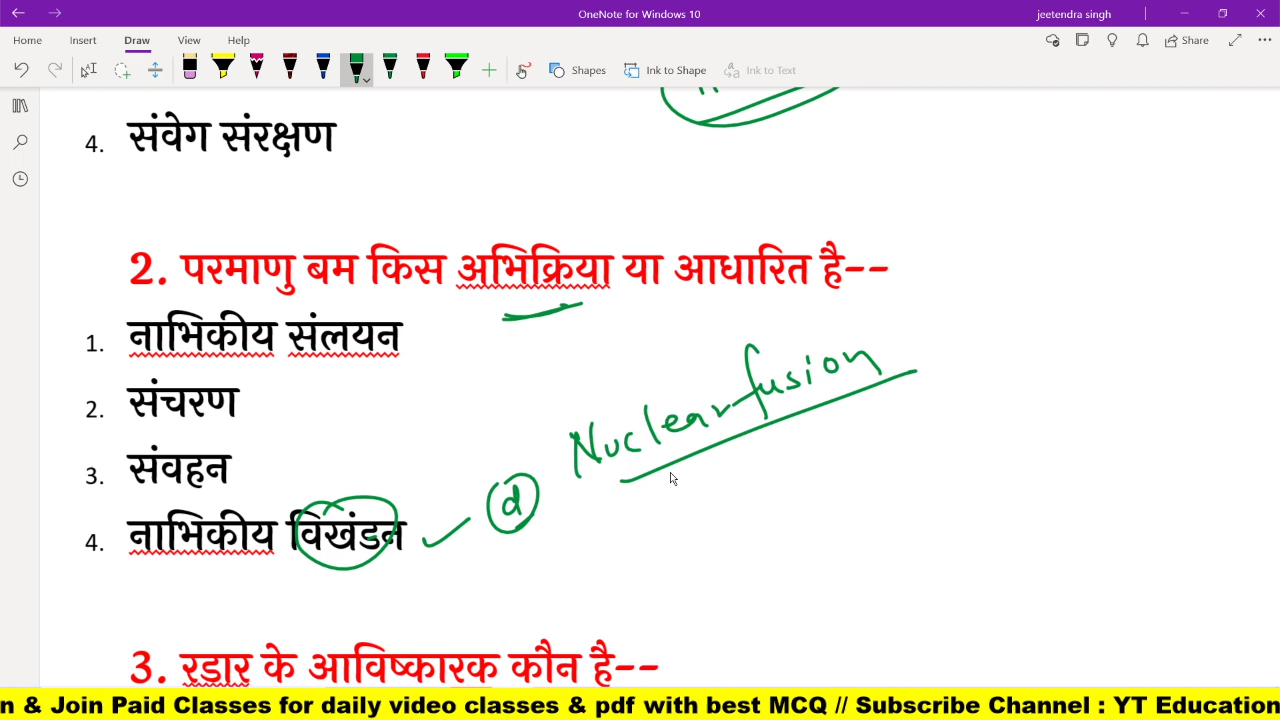 OneNote for Windows 10
jeetendra singh
Home Insert Draw View Help
Share
Shapes Ink to Shape Ink to Text
4. संवेग संरक्षण
2. परमाणु बम किस अभिक्रिया या आधारित है--
1. नाभिकीय संलयन
2. संचरण
Nuclear fusion
3. संवहन
d
4. नाभिकीय विखंडन
3. रडार के आविष्कारक कौन है--
n & Join Paid Classes for daily video classes & pdf with best MCQ // Subscribe Channel : YT Education